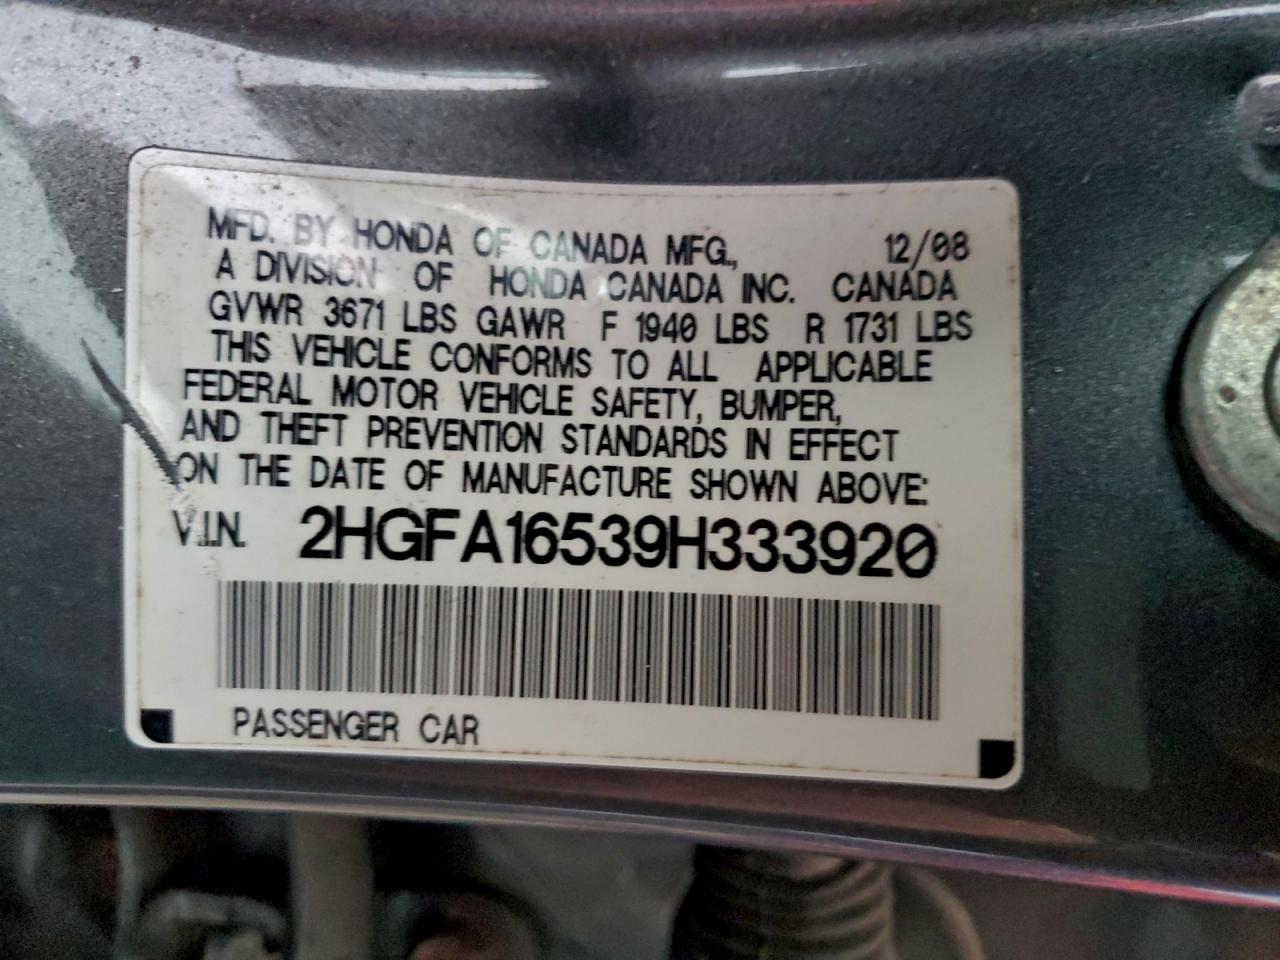 MFD. BY HONDA OF CANADA MFG., 12/08
A DIVISION OF HONDA CANADA INC. CANADA
GVWR 3671 LBS GAWR F 1940 LBS R 1731 LBS
THIS VEHICLE CONFORMS TO ALL APPLICABLE
FEDERAL MOTOR VEHICLE SAFETY, BUMPER,
AND THEFT PREVENTION STANDARDS IN EFFECT
ON THE DATE OF MANUFACTURE SHOWN ABOVE:
V.I.N. 2HGFA16539H333920
PASSENGER CAR